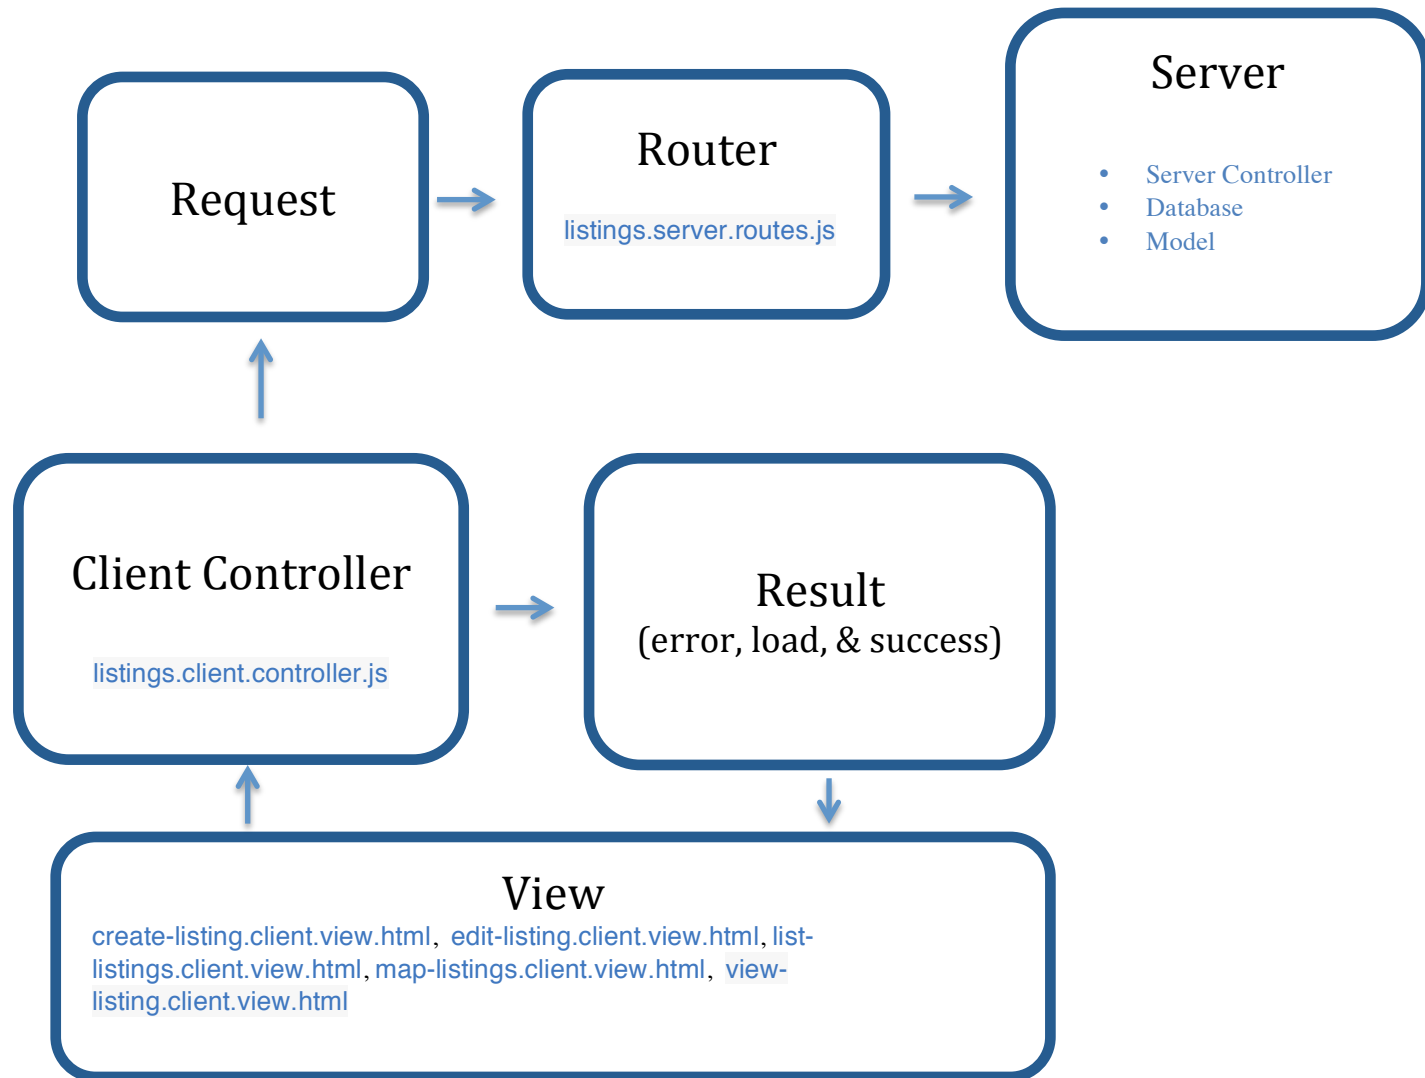 Request
Router
listings.server.routes.js
Server
• Server Controller
• Database
• Model
Client Controller
listings.client.controller.js
Result
(error, load, & success)
View
create-listing.client.view.html, edit-listing.client.view.html, list-
listings.client.view.html, map-listings.client.view.html, view-
listing.client.view.html